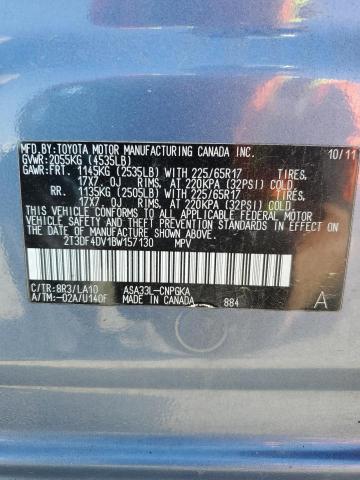 MFD.BY:TOYOTA MOTOR MANUFACTURING CANADA INC. 10/11
GVWR:2055KG (4535LB)
GAWR:FRT. 1145KG (2535LB) WITH 225/65R17 TIRES,
17X7.0J RIMS, AT 220KPA (32PSI) COLD
RR. 1135KG (2505LB) WITH 225/65R17 TIRES,
17X7.0J RIMS, AT 220KPA (32PSI) COLD
THIS VEHICLE CONFORMS TO ALL APPLICABLE FEDERAL
MOTOR VEHICLE SAFETY, BUMPER, AND THEFT
PREVENTION STANDARDS IN EFFECT ON THE DATE OF
MANUFACTURE SHOWN ABOVE.
2T3DF4DV1BW157130 MPV
C/TR:8R3/LA10 ASA33L-CNPGKA
A/TM:-02A/U140F MADE IN CANADA 884 A